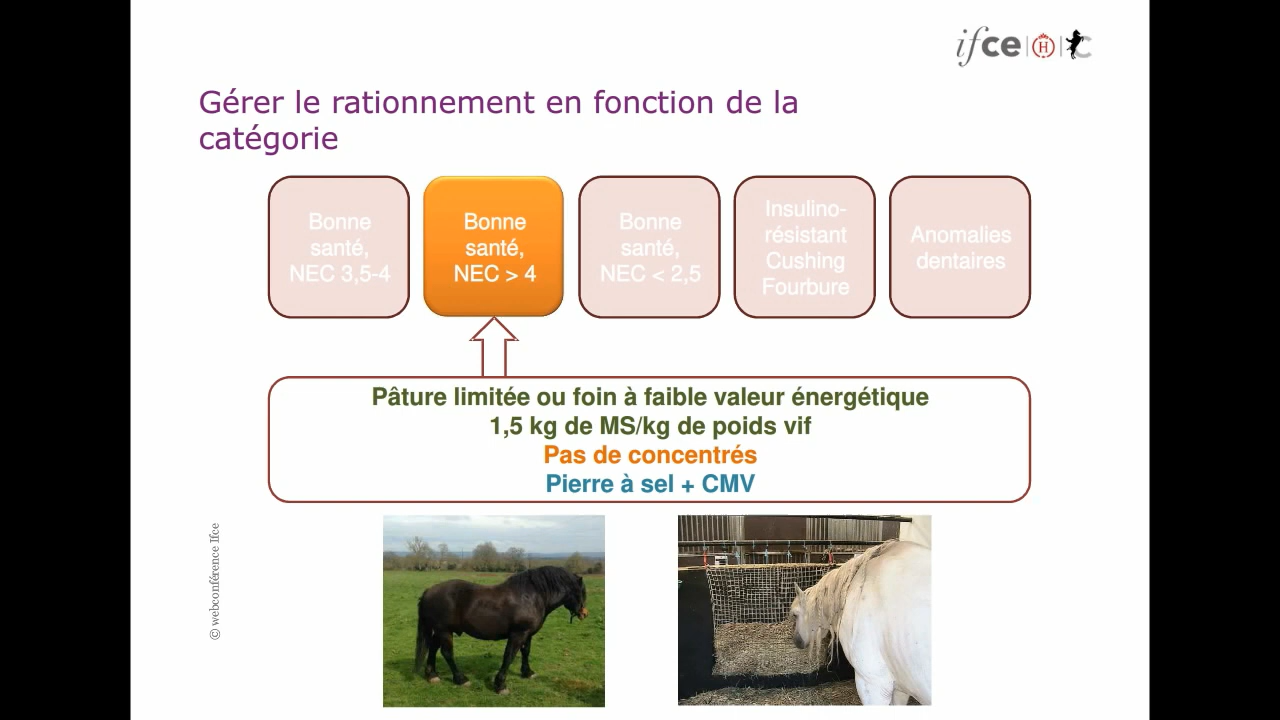 ifce
H
Gérer le rationnement en fonction de la
catégorie
Bonne
santé,
NEC 3,5-4
Bonne
santé,
NEC > 4
Bonne
santé,
NEC < 2,5
Insulino-
résistant
Cushing
Fourbure
Anomalies
dentaires
Pâture limitée ou foin à faible valeur énergétique
1,5 kg de MS/kg de poids vif
Pas de concentrés
Pierre à sel + CMV
© webconférence Ifce